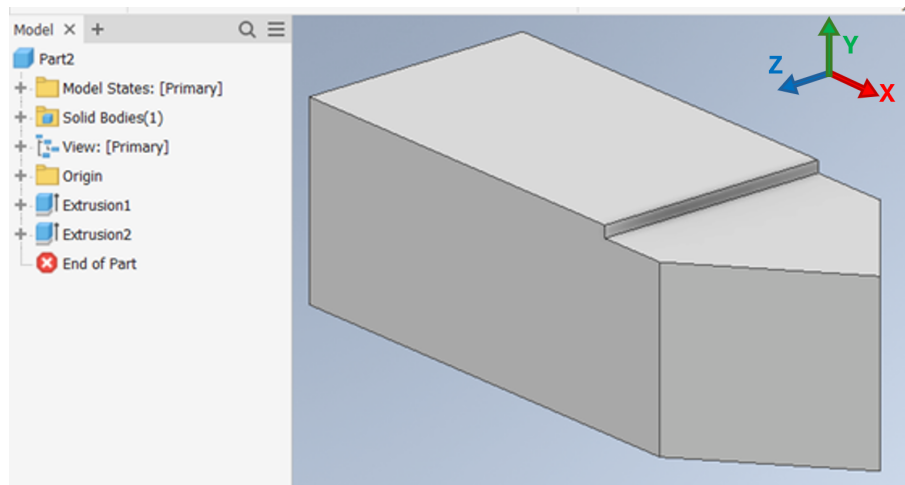 Model
Part2
Model States: [Primary]
Solid Bodies(1)
View: [Primary]
Origin
Extrusion1
Extrusion2
End of Part
Y
Z
X